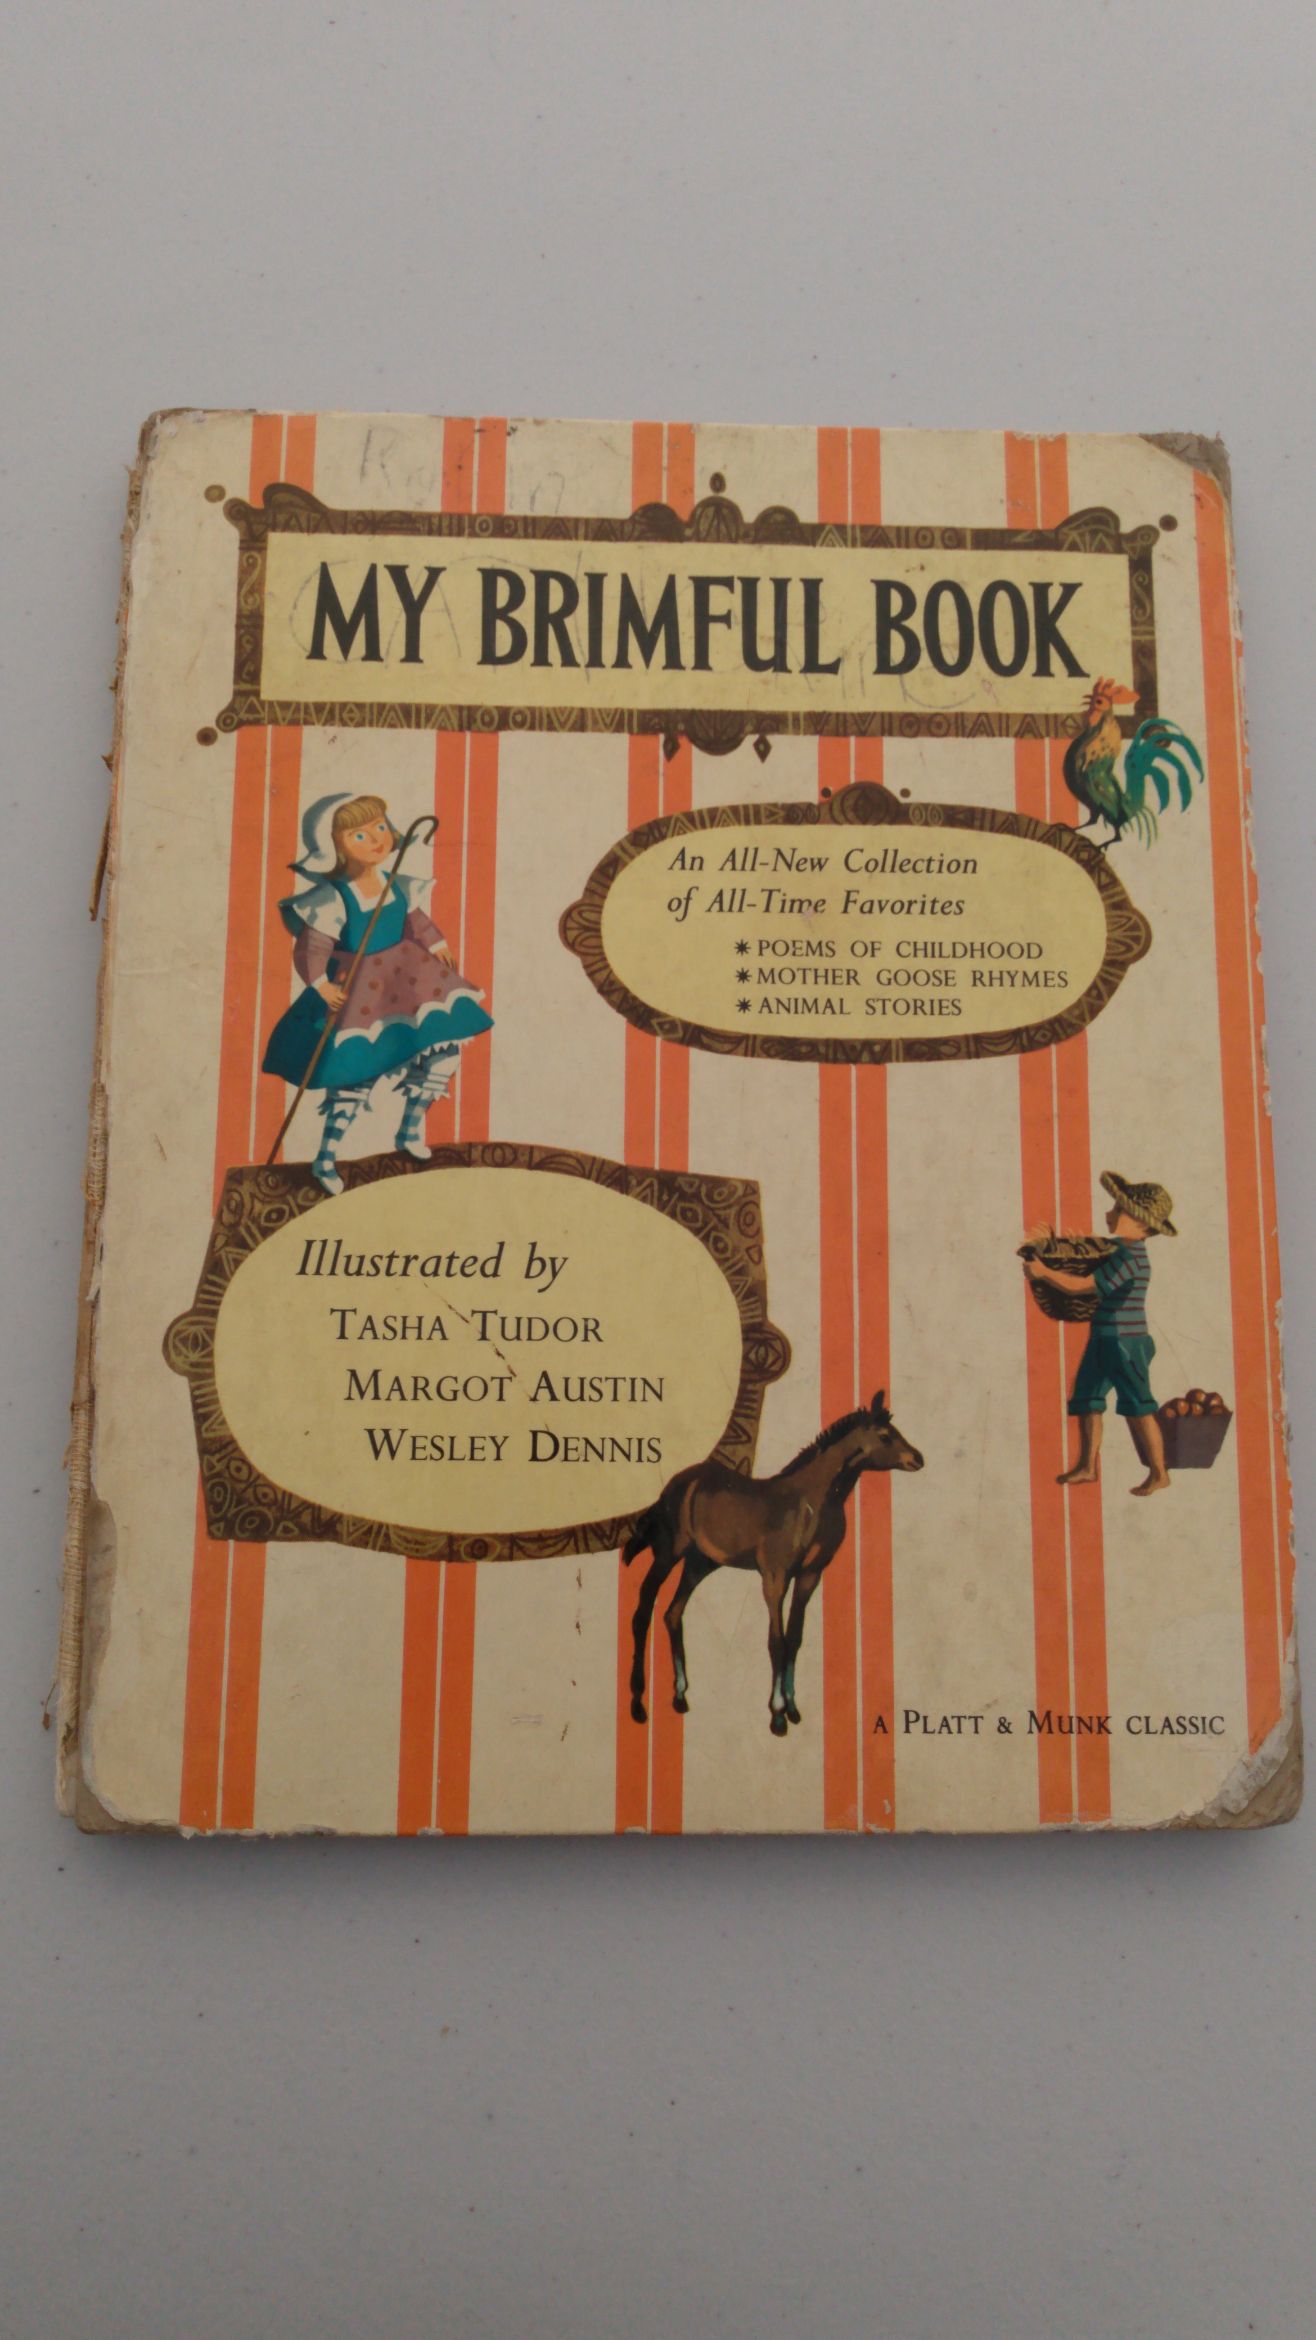 MY BRIMFUL BOOK
An All-New Collection
of All-Time Favorites
✷ POEMS OF CHILDHOOD
✷ MOTHER GOOSE RHYMES
✷ ANIMAL STORIES
Illustrated by
TASHA TUDOR
MARGOT AUSTIN
WESLEY DENNIS
A PLATT & MUNK CLASSIC